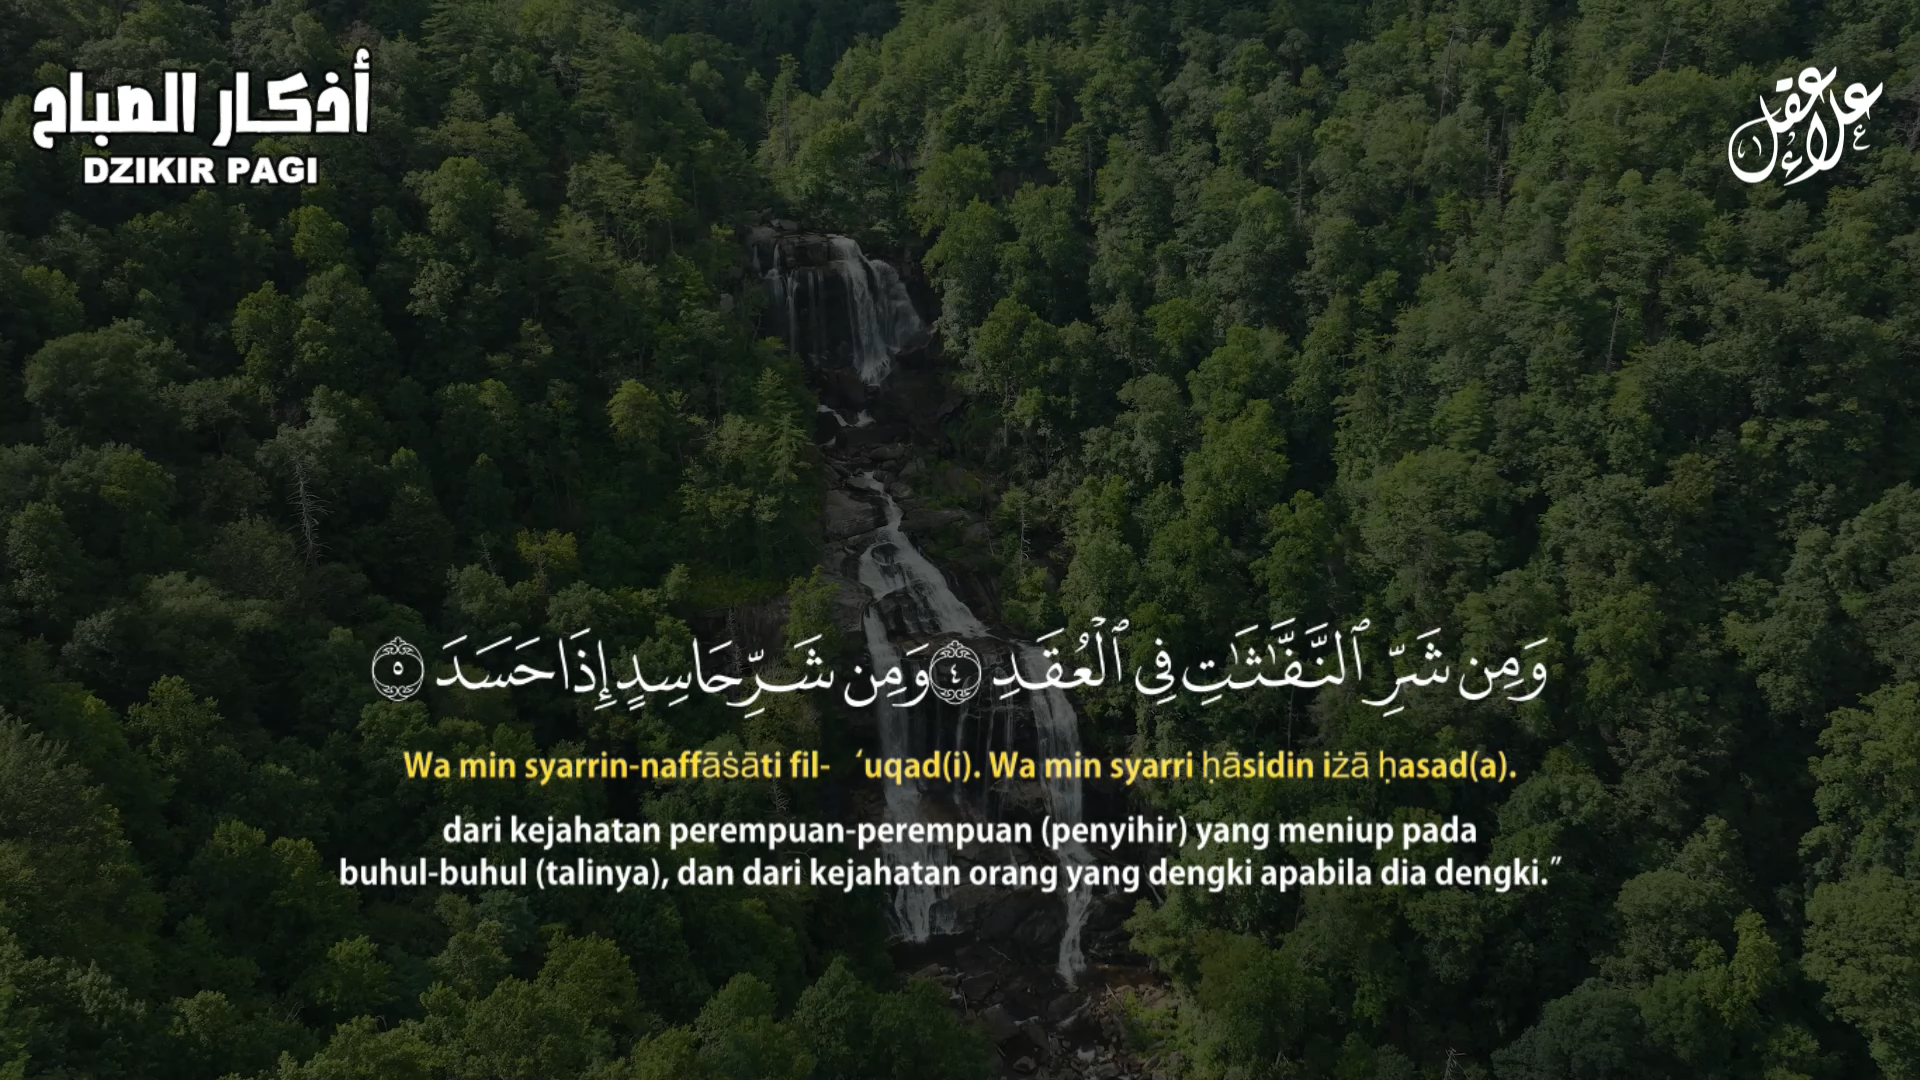 أذكار الصباح
DZIKIR PAGI
علاء عقل
وَمِن شَرِّ ٱلنَّفَّٰثَٰتِ فِى ٱلْعُقَدِ ٤ وَمِن شَرِّ حَاسِدٍ إِذَا حَسَدَ ٥
Wa min syarrin-naffāṡāti fil- ‘uqad(i). Wa min syarri ḥāsidin iżā ḥasad(a).
dari kejahatan perempuan-perempuan (penyihir) yang meniup pada
buhul-buhul (talinya), dan dari kejahatan orang yang dengki apabila dia dengki.”